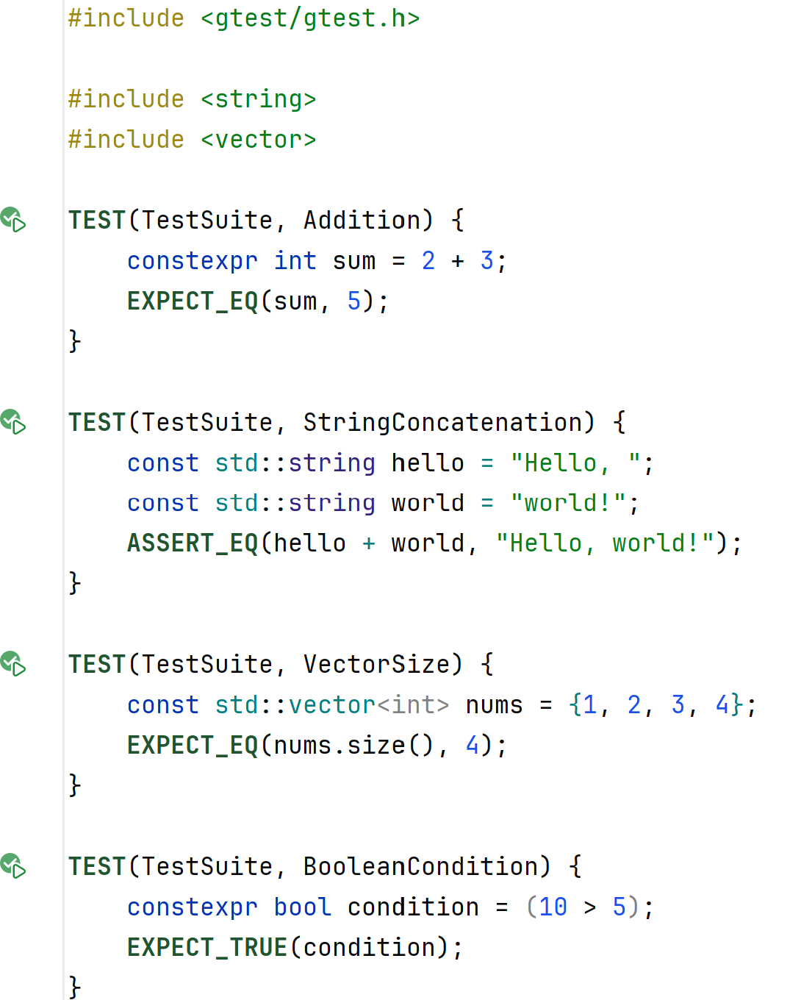 #include <gtest/gtest.h>
#include <string>
#include <vector>
TEST(TestSuite, Addition) {
constexpr int sum = 2 + 3;
EXPECT_EQ(sum, 5);
}
TEST(TestSuite, StringConcatenation) {
const std::string hello = "Hello, ";
const std::string world = "world!";
ASSERT_EQ(hello + world, "Hello, world!");
}
TEST(TestSuite, VectorSize) {
const std::vector<int> nums = {1, 2, 3, 4};
EXPECT_EQ(nums.size(), 4);
}
TEST(TestSuite, BooleanCondition) {
constexpr bool condition = (10 > 5);
EXPECT_TRUE(condition);
}